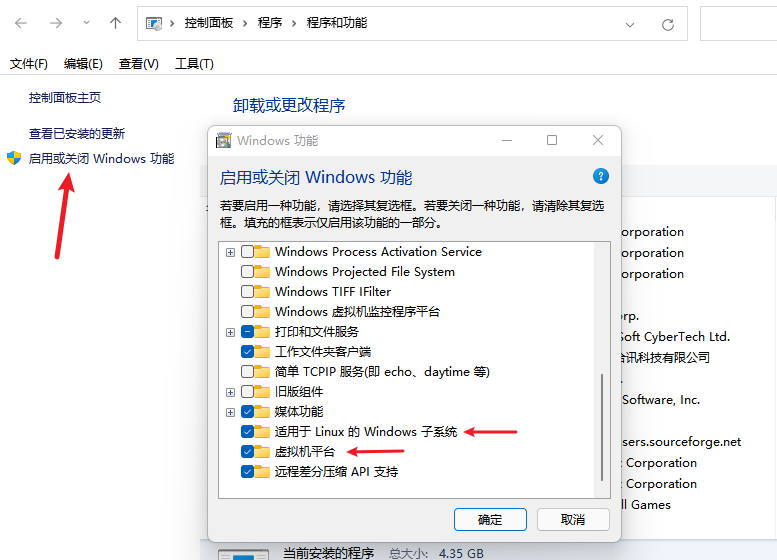 控制面板 › 程序 › 程序和功能
文件(F) 编辑(E) 查看(V) 工具(T)
控制面板主页
卸载或更改程序
查看已安装的更新
启用或关闭 Windows 功能
Windows 功能
启用或关闭 Windows 功能
若要启用一种功能，请选择其复选框。若要关闭一种功能，请清除其复选
框。填充的框表示仅启用该功能的一部分。
Windows Process Activation Service
Windows Projected File System
Windows TIFF IFilter
Windows 虚拟机监控程序平台
打印和文件服务
工作文件夹客户端
简单 TCPIP 服务(即 echo、daytime 等)
旧版组件
媒体功能
适用于 Linux 的 Windows 子系统
虚拟机平台
远程差分压缩 API 支持
确定 取消
orporation
orporation
orporation
orp.
Soft CyberTech Ltd.
讯科技有限公司
Software, Inc.
sers.sourceforge.net
Corporation
Corporation
ll Games
当前安装的程序 总大小: 4.35 GB